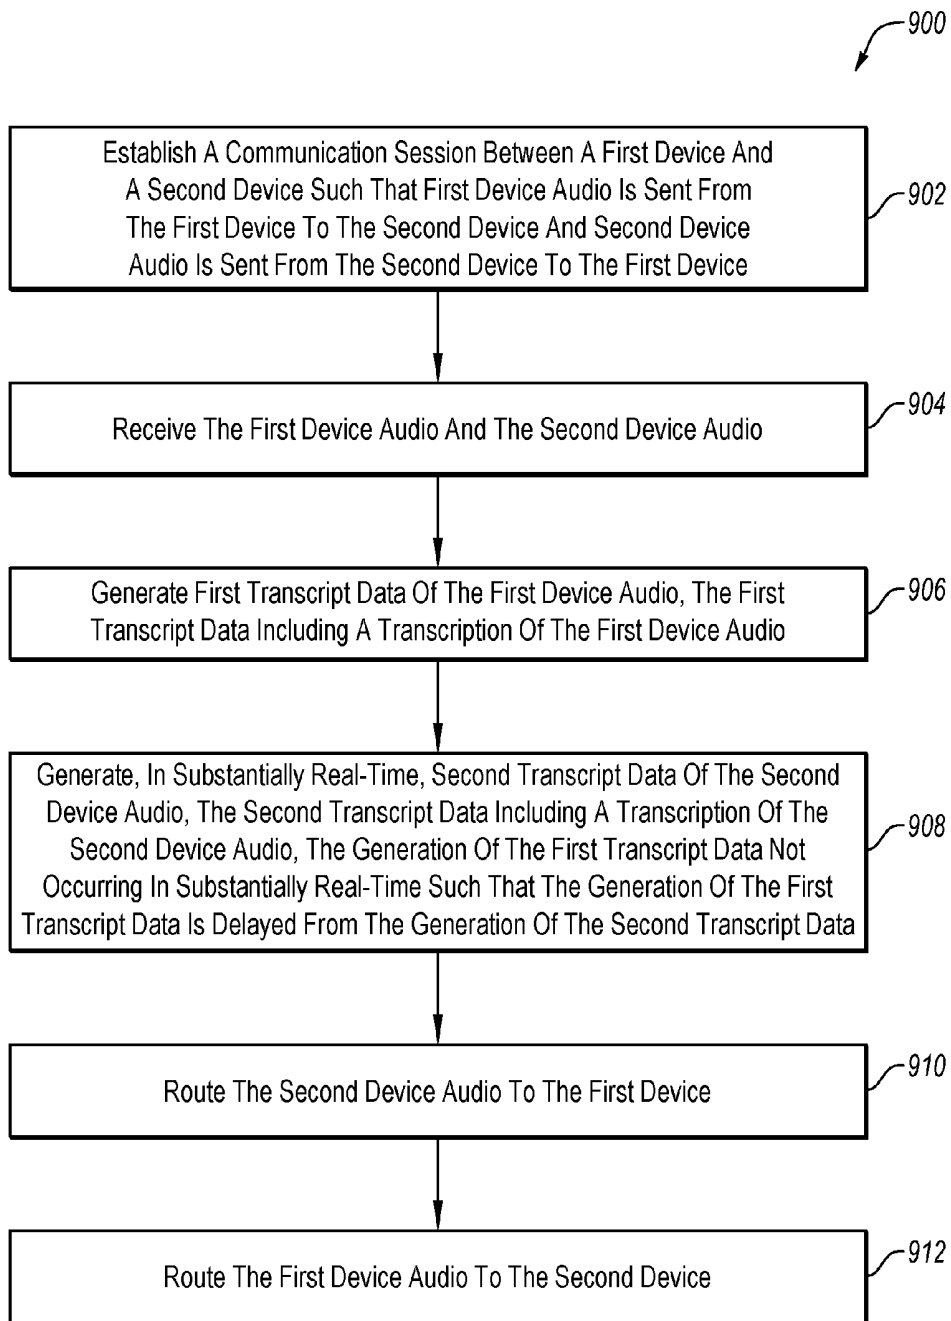 900
Establish A Communication Session Between A First Device And
A Second Device Such That First Device Audio Is Sent From
The First Device To The Second Device And Second Device
Audio Is Sent From The Second Device To The First Device
902
Receive The First Device Audio And The Second Device Audio
904
Generate First Transcript Data Of The First Device Audio, The First
Transcript Data Including A Transcription Of The First Device Audio
906
Generate, In Substantially Real-Time, Second Transcript Data Of The Second
Device Audio, The Second Transcript Data Including A Transcription Of The
Second Device Audio, The Generation Of The First Transcript Data Not
Occurring In Substantially Real-Time Such That The Generation Of The First
Transcript Data Is Delayed From The Generation Of The Second Transcript Data
908
Route The Second Device Audio To The First Device
910
Route The First Device Audio To The Second Device
912